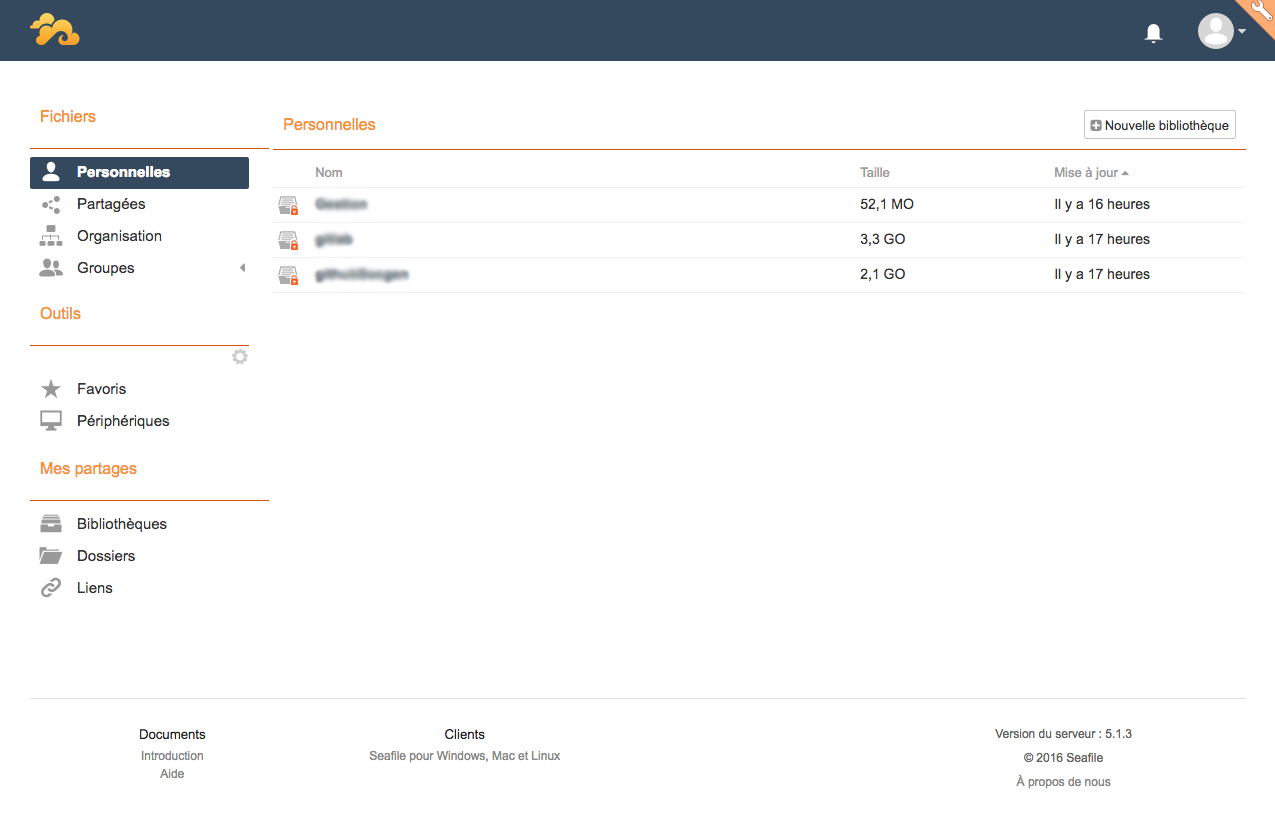 Fichiers
Personnelles
Partagées
Organisation
Groupes
Outils
Favoris
Périphériques
Mes partages
Bibliothèques
Dossiers
Liens
Personnelles
Nouvelle bibliothèque
Nom Taille Mise à jour
52,1 MO Il y a 16 heures
3,3 GO Il y a 17 heures
2,1 GO Il y a 17 heures
Documents
Introduction
Aide
Clients
Seafile pour Windows, Mac et Linux
Version du serveur : 5.1.3
© 2016 Seafile
À propos de nous